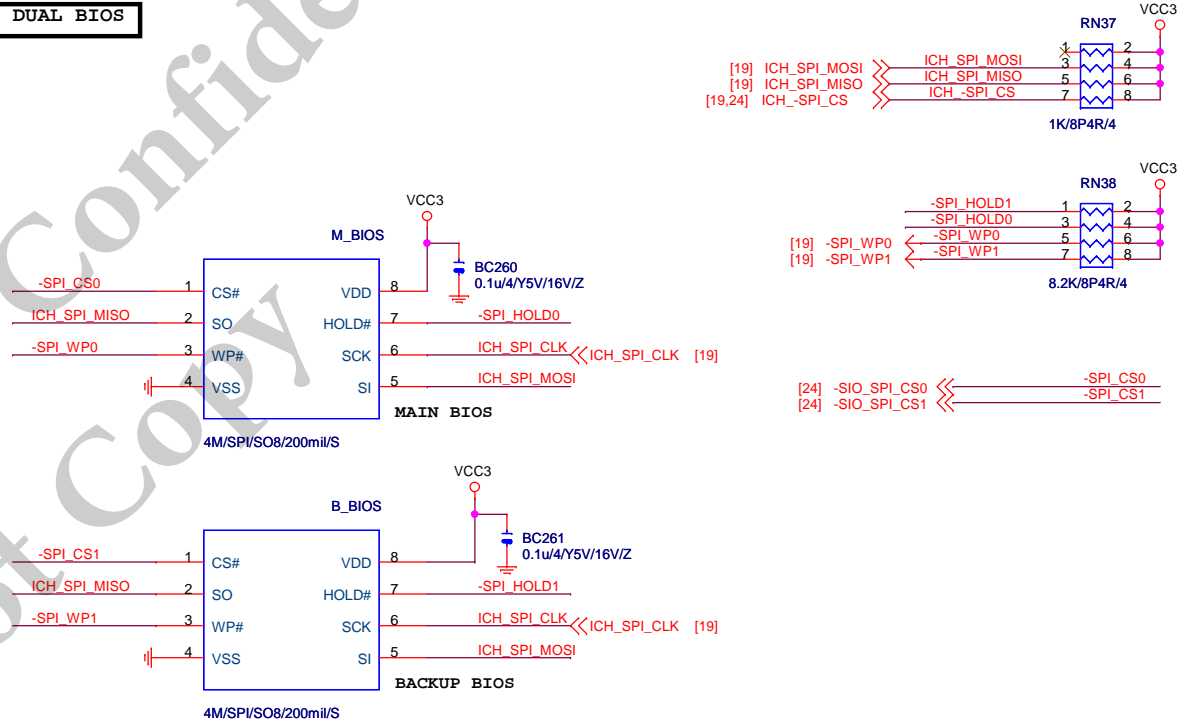 DUAL BIOS
Confide
Copy
ot
M_BIOS
VCC3
BC260
0.1u/4/Y5V/16V/Z
-SPI_CS0 1 CS# VDD 8
ICH_SPI_MISO 2 SO HOLD# 7 -SPI_HOLD0
-SPI_WP0 3 WP# SCK 6 ICH_SPI_CLK ICH_SPI_CLK [19]
4 VSS SI 5 ICH_SPI_MOSI
MAIN BIOS
4M/SPI/SO8/200mil/S
B_BIOS
VCC3
BC261
0.1u/4/Y5V/16V/Z
-SPI_CS1 1 CS# VDD 8
ICH_SPI_MISO 2 SO HOLD# 7 -SPI_HOLD1
-SPI_WP1 3 WP# SCK 6 ICH_SPI_CLK ICH_SPI_CLK [19]
4 VSS SI 5 ICH_SPI_MOSI
BACKUP BIOS
4M/SPI/SO8/200mil/S
RN37
VCC3
1 2
[19] ICH_SPI_MOSI ICH_SPI_MOSI 3 4
[19] ICH_SPI_MISO ICH_SPI_MISO 5 6
[19,24] ICH_-SPI_CS ICH_-SPI_CS 7 8
1K/8P4R/4
RN38
VCC3
-SPI_HOLD1 1 2
-SPI_HOLD0 3 4
[19] -SPI_WP0 -SPI_WP0 5 6
[19] -SPI_WP1 -SPI_WP1 7 8
8.2K/8P4R/4
[24] -SIO_SPI_CS0 -SPI_CS0
[24] -SIO_SPI_CS1 -SPI_CS1